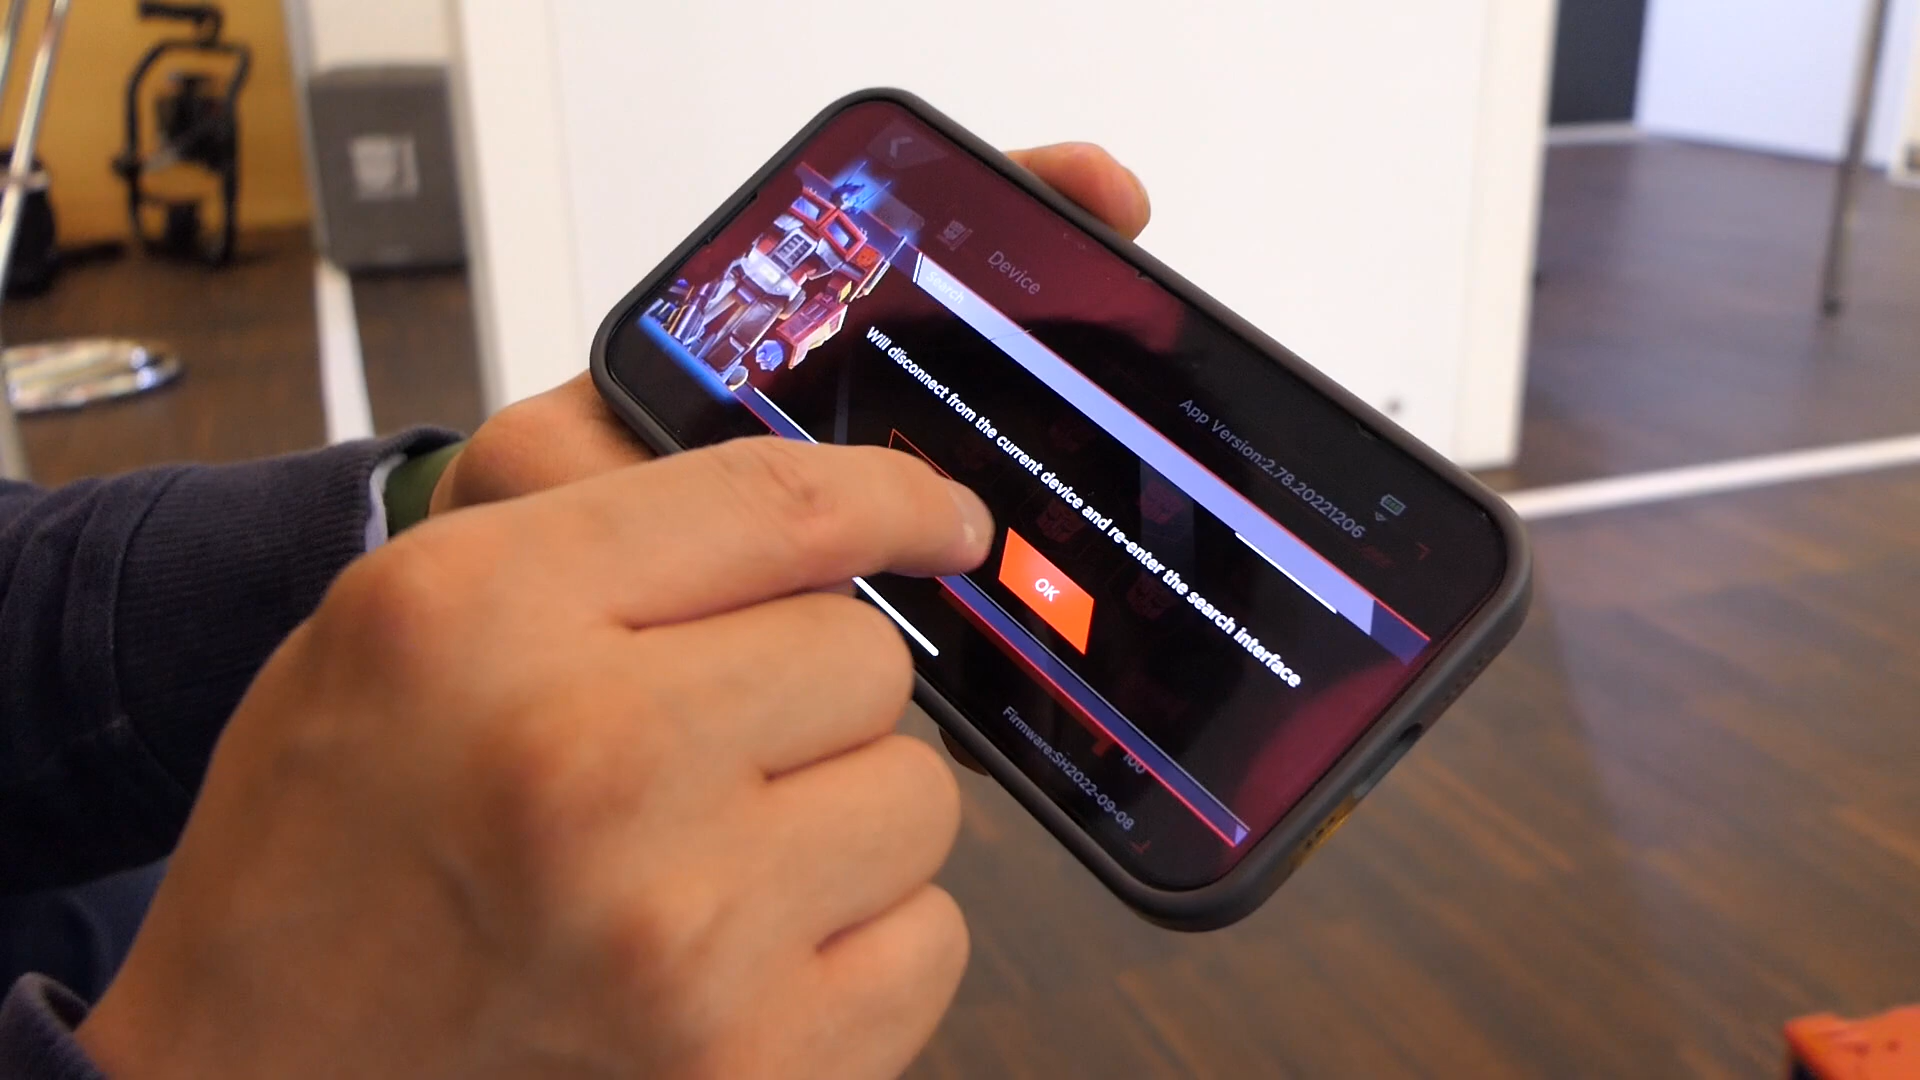 Device
Search
App Version:2.78.20221206
Will disconnect from the current device and re-enter the search interface
OK
100
Firmware:SH2022-09-08